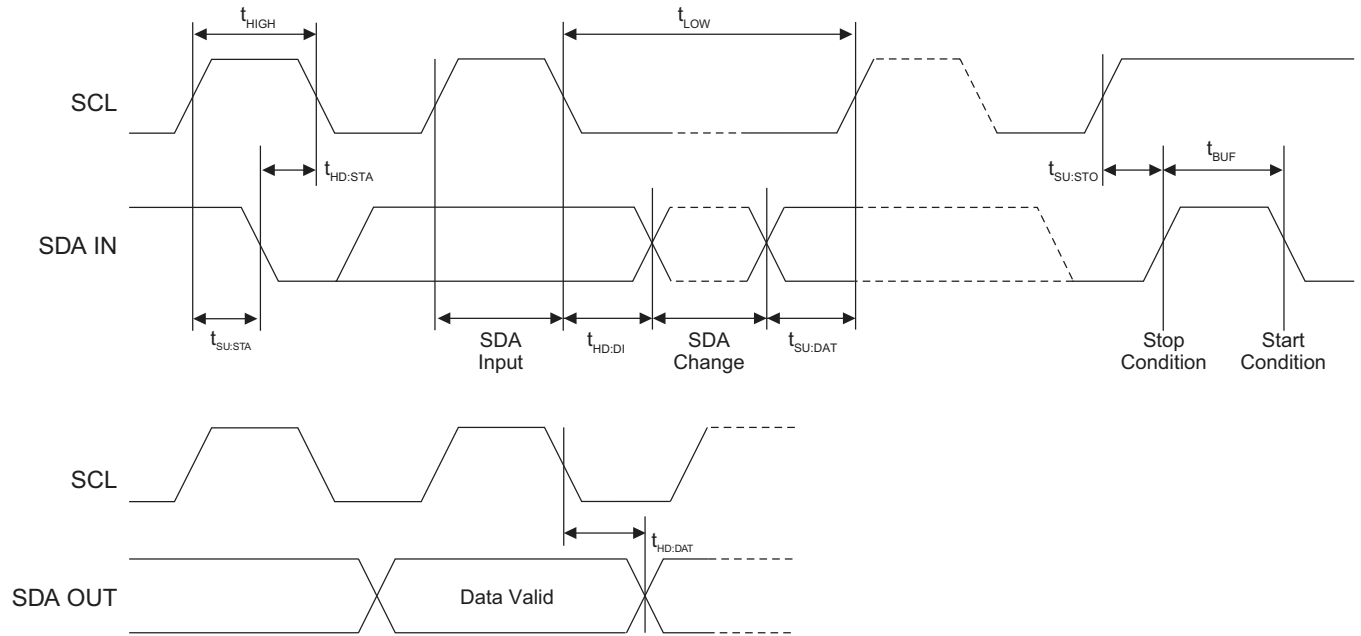 tHIGH
tLOW
SCL
tHD:STA
tSU:STO
tBUF
SDA IN
tSU:STA
SDA
Input
tHD:DI
SDA
Change
tSU:DAT
Stop
Condition
Start
Condition
SCL
tHD:DAT
SDA OUT
Data Valid